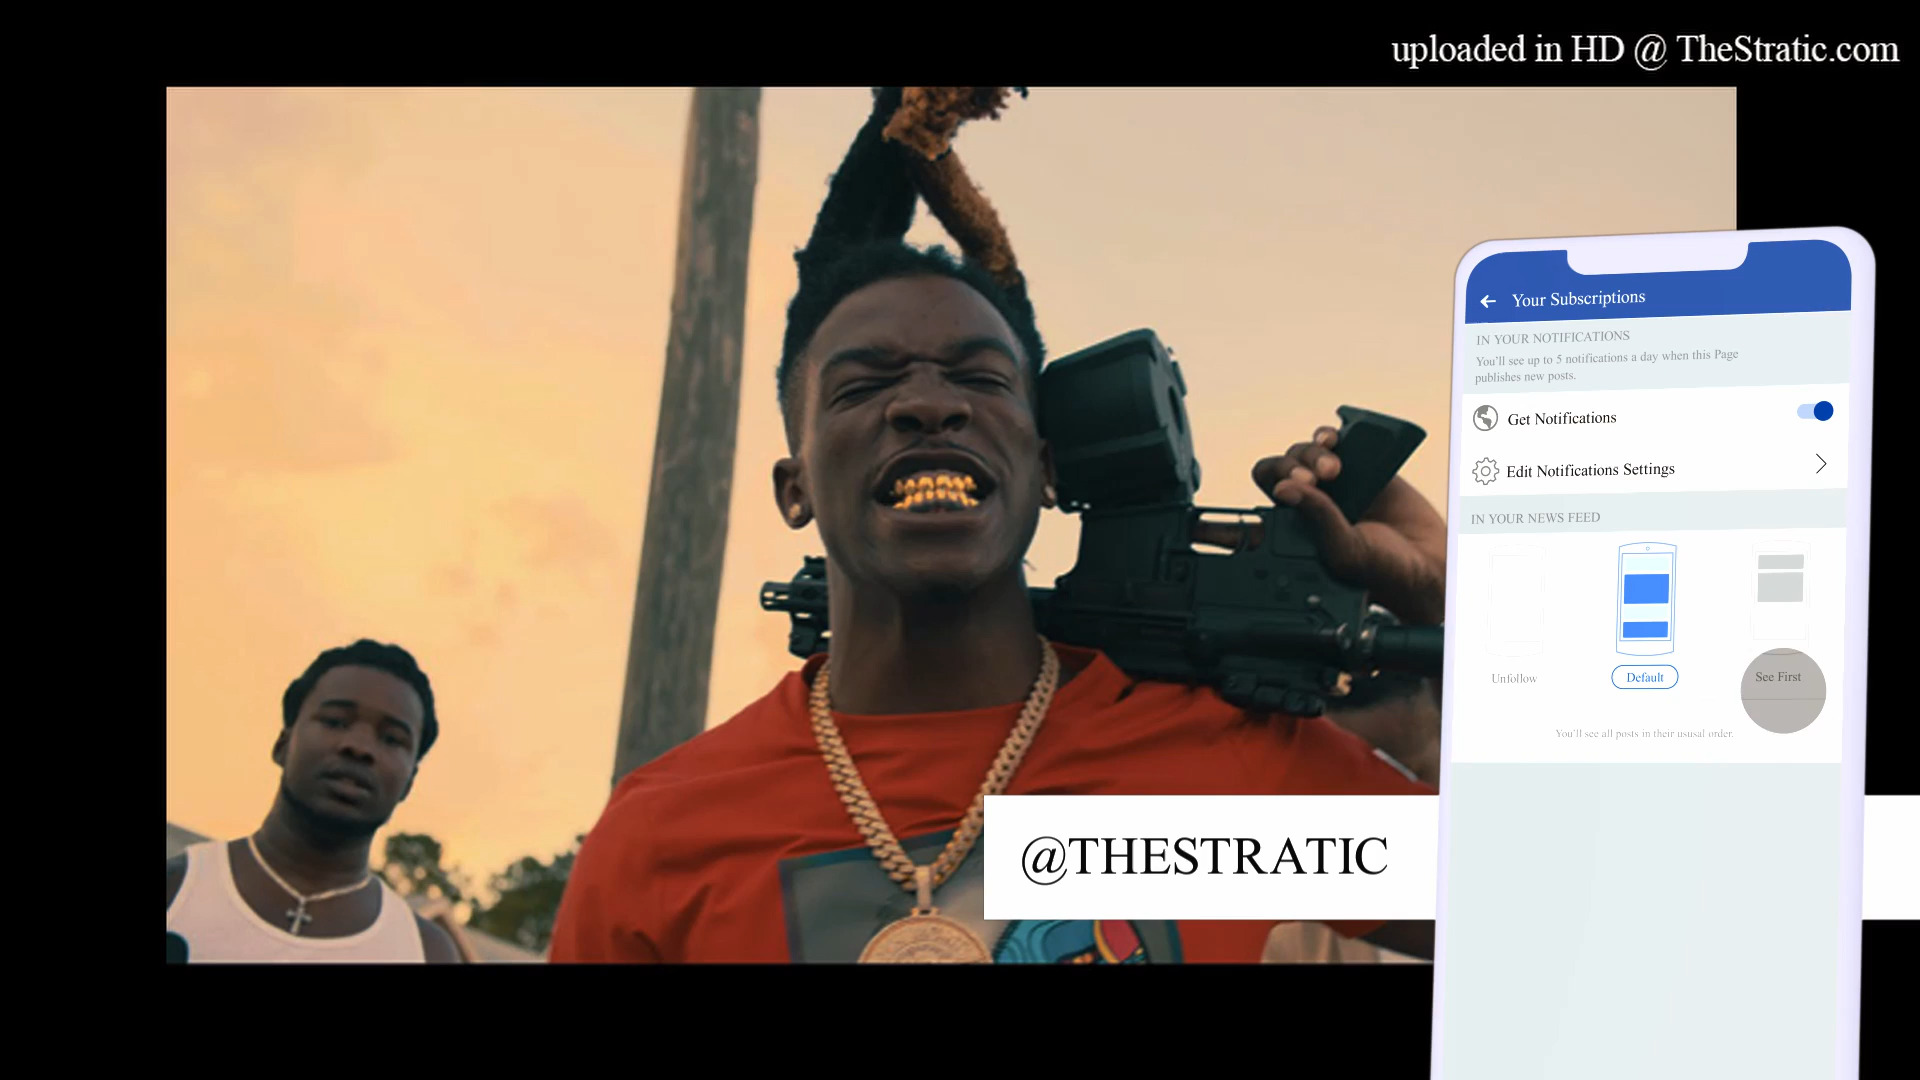 uploaded in HD @ TheStratic.com
Your Subscriptions
IN YOUR NOTIFICATIONS
You'll see up to 5 notifications a day when this Page
publishes new posts.
Get Notifications
Edit Notifications Settings
IN YOUR NEWS FEED
Unfollow
Default
See First
You'll see all posts in their ususal order.
@THESTRATIC